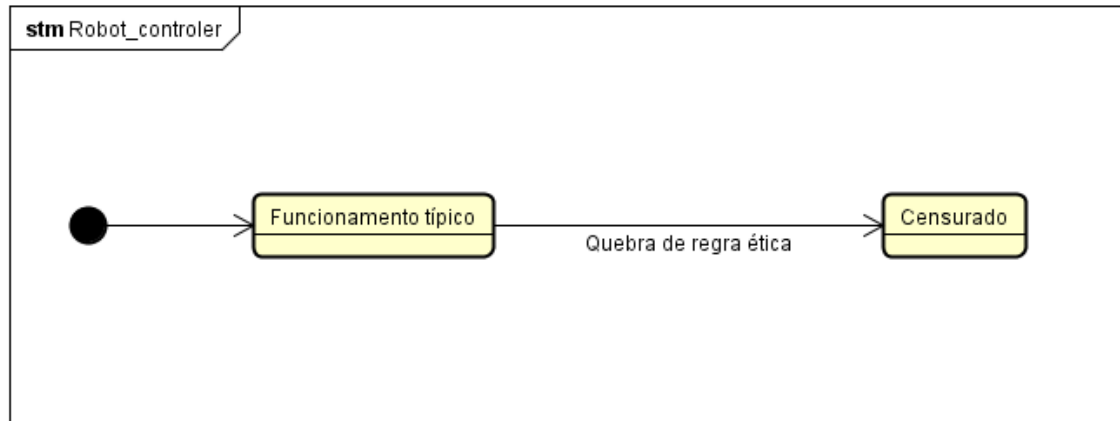 stm Robot_controler
Funcionamento típico
Quebra de regra ética
Censurado